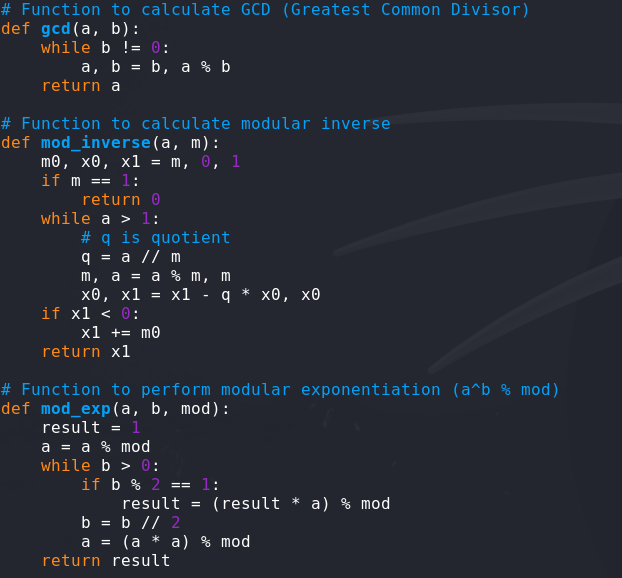 # Function to calculate GCD (Greatest Common Divisor)
def gcd(a, b):
    while b != 0:
        a, b = b, a % b
    return a

# Function to calculate modular inverse
def mod_inverse(a, m):
    m0, x0, x1 = m, 0, 1
    if m == 1:
        return 0
    while a > 1:
        # q is quotient
        q = a // m
        m, a = a % m, m
        x0, x1 = x1 - q * x0, x0
    if x1 < 0:
        x1 += m0
    return x1

# Function to perform modular exponentiation (a^b % mod)
def mod_exp(a, b, mod):
    result = 1
    a = a % mod
    while b > 0:
        if b % 2 == 1:
            result = (result * a) % mod
        b = b // 2
        a = (a * a) % mod
    return result